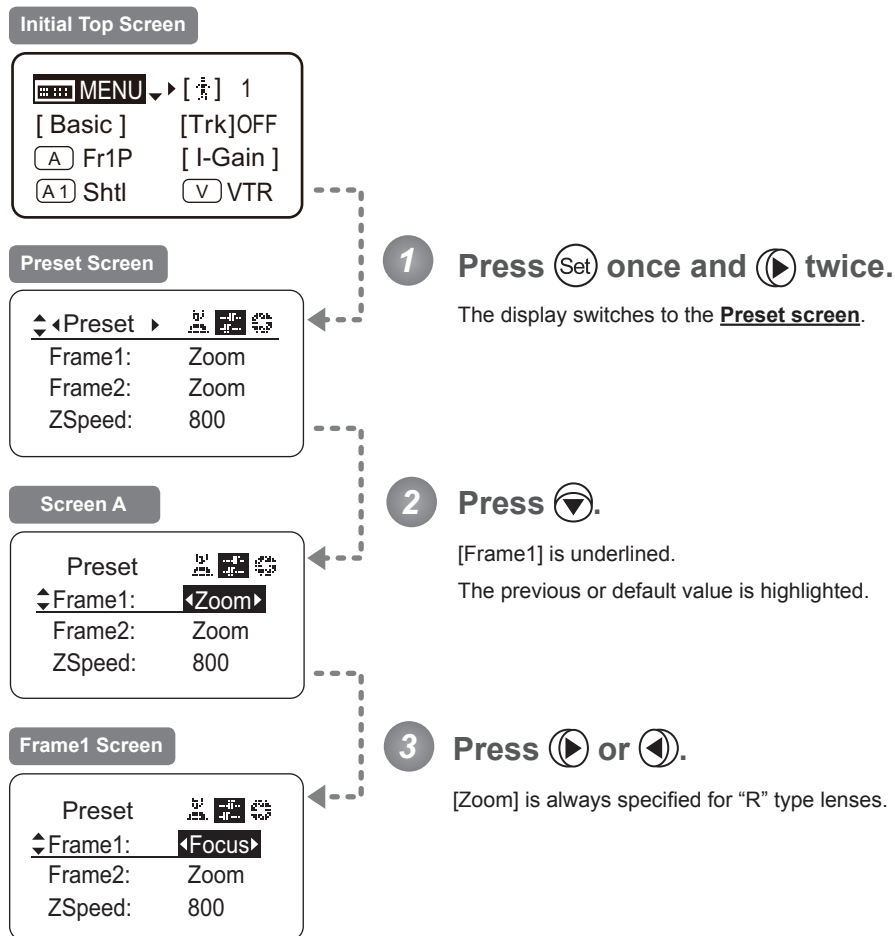 Initial Top Screen
MENU [ ] 1
[ Basic ] [Trk]OFF
A Fr1P [ I-Gain ]
A 1 Shtl V VTR
Preset Screen
Preset
Frame1: Zoom
Frame2: Zoom
ZSpeed: 800
1 Press Set once and twice.
The display switches to the Preset screen.
Screen A
Preset
Frame1: Zoom
Frame2: Zoom
ZSpeed: 800
2 Press .
[Frame1] is underlined.
The previous or default value is highlighted.
Frame1 Screen
Preset
Frame1: Focus
Frame2: Zoom
ZSpeed: 800
3 Press or .
[Zoom] is always specified for “R” type lenses.